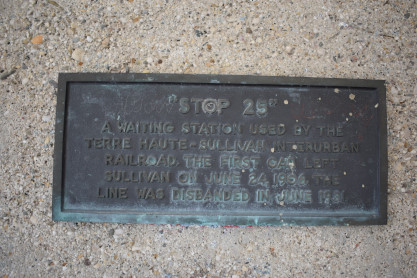 "STOP 25"
A WAITING STATION USED BY THE
TERRE HAUTE-SULLIVAN INTERURBAN
RAILROAD. THE FIRST CAR LEFT
SULLIVAN ON JUNE 24, THE
LINE WAS DISBANDED IN JUNE 1931